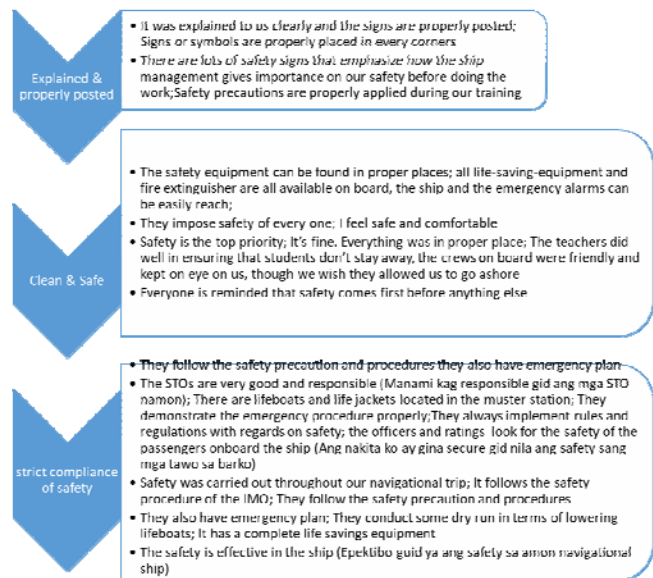 Explained &
properly posted
• It was explained to us clearly and the signs are properly posted;
Signs or symbols are properly placed in every corners
• There are lots of safety signs that emphasize how the ship
management gives importance on our safety before doing the
work;Safety precautions are properly applied during our training
Clean & Safe
• The safety equipment can be found in proper places; all life-saving-equipment and
fire extinguisher are all available on board, the ship and the emergency alarms can
be easily reach;
• They impose safety of every one; I feel safe and comfortable
• Safety is the top priority; It's fine. Everything was in proper place; The teachers did
well in ensuring that students don't stay away, the crews on board were friendly and
kept on eye on us, though we wish they allowed us to go ashore
• Everyone is reminded that safety comes first before anything else
strict compliance
of safety
• They follow the safety precaution and procedures they also have emergency plan
• The STOs are very good and responsible (Manami kag responsible gid ang mga STO
namon); There are lifeboats and life jackets located in the muster station; They
demonstrate the emergency procedure properly;They always implement rules and
regulations with regards on safety; the officers and ratings look for the safety of the
passengers onboard the ship (Ang nakita ko ay gina secure gid nila ang safety sang
mga tawo sa barko)
• Safety was carried out throughout our navigational trip; It follows the safety
procedure of the IMO; They follow the safety precaution and procedures
• They also have emergency plan; They conduct some dry run in terms of lowering
lifeboats; It has a complete life savings equipment
• The safety is effective in the ship (Epektibo guid ya ang safety sa amon navigational
ship)